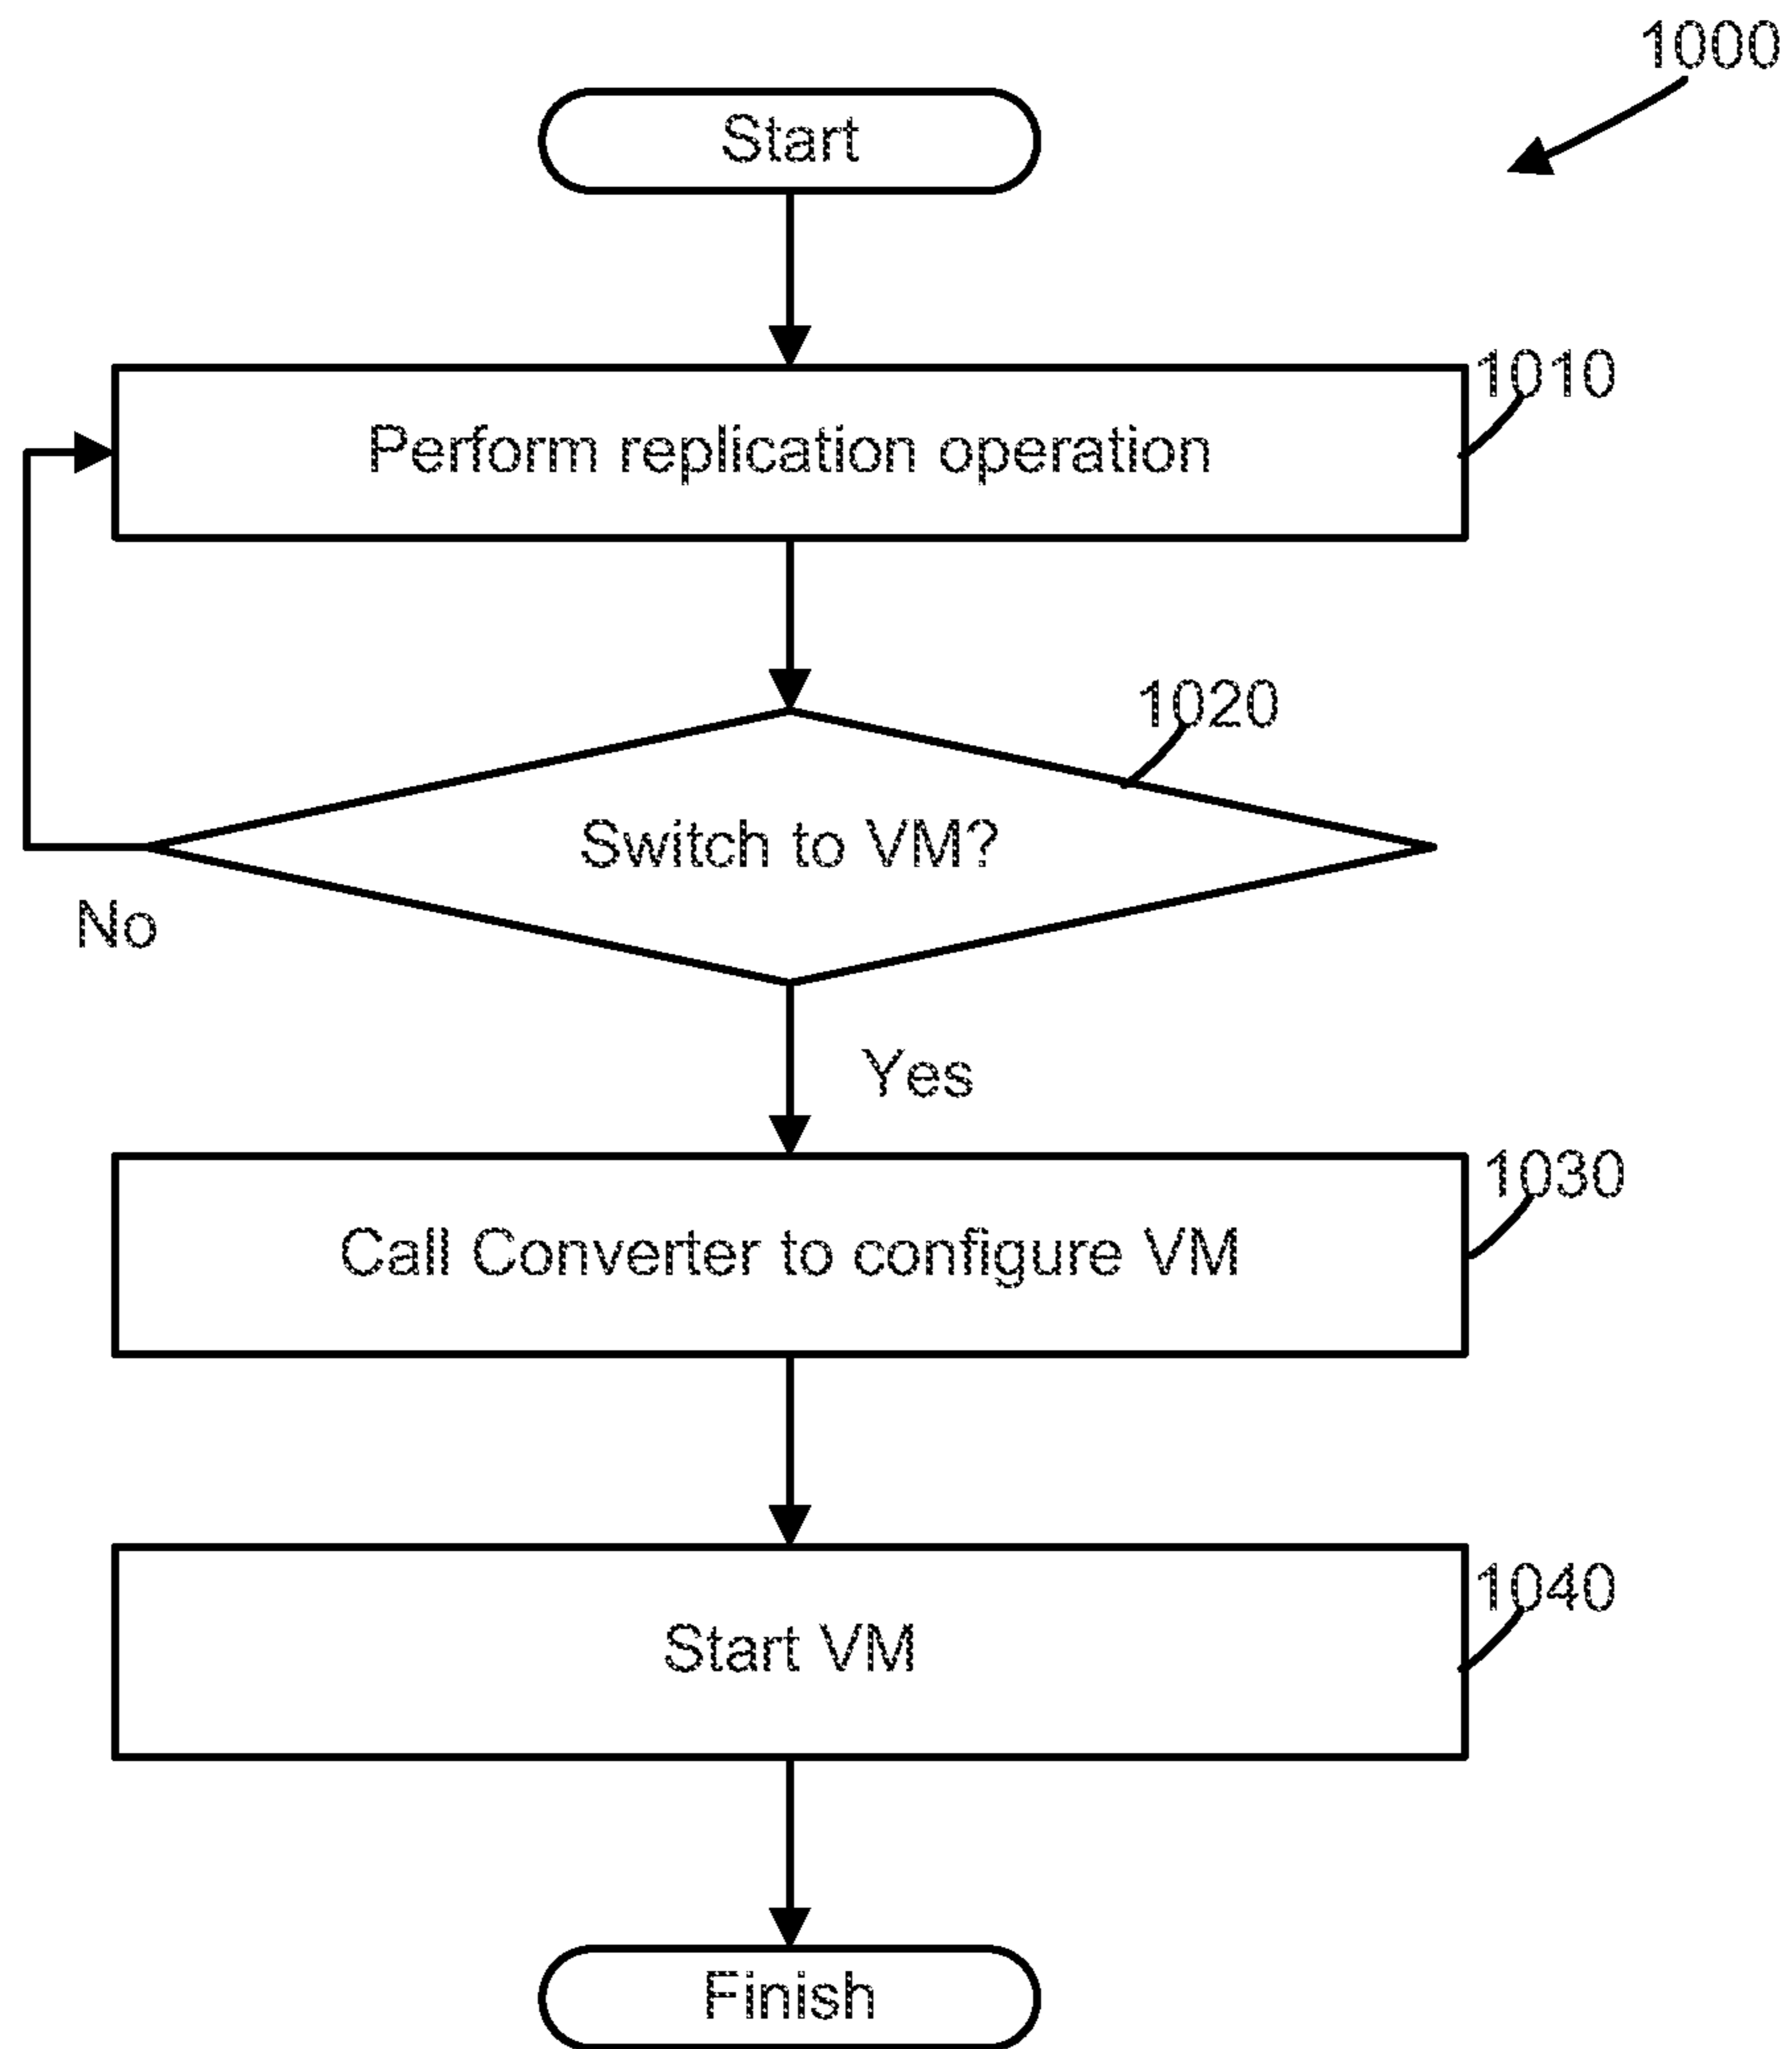 1000
Start
1010
Perform replication operation
1020
Switch to VM?
No
Yes
1030
Call Converter to configure VM
1040
Start VM
Finish